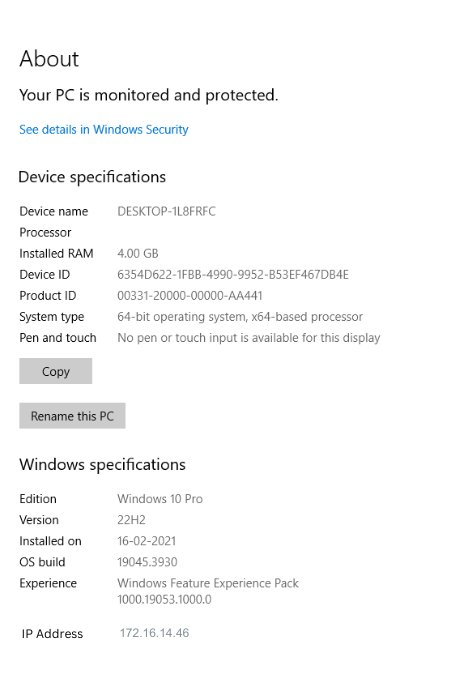 About
Your PC is monitored and protected.
See details in Windows Security
Device specifications
Device name DESKTOP-1L8FRFC
Processor
Installed RAM 4.00 GB
Device ID 6354D622-1FBB-4990-9952-B53EF467DB4E
Product ID 00331-20000-00000-AA441
System type 64-bit operating system, x64-based processor
Pen and touch No pen or touch input is available for this display
Copy
Rename this PC
Windows specifications
Edition Windows 10 Pro
Version 22H2
Installed on 16-02-2021
OS build 19045.3930
Experience Windows Feature Experience Pack
1000.19053.1000.0
IP Address 172.16.14.46